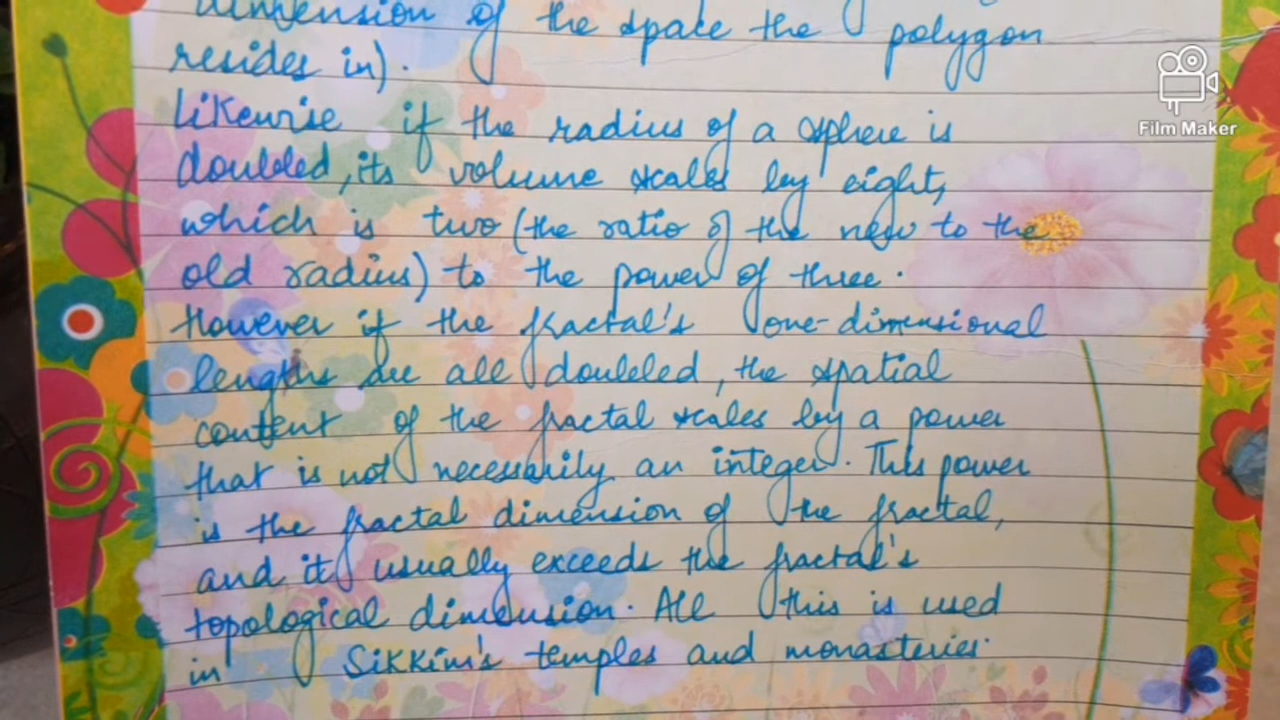 dimension of the space the polygon
resides in).
Likewise if the radius of a sphere is
doubled, its volume scales by eight,
which is two (the ratio of the new to the
old radius) to the power of three.
However if the fractal's one-dimensional
lengths are all doubled, the spatial
content of the fractal scales by a power
that is not necessarily an integer. This power
is the fractal dimension of the fractal,
and it usually exceeds the fractal's
topological dimension. All this is used
in Sikkim's temples and monasteries.
Film Maker